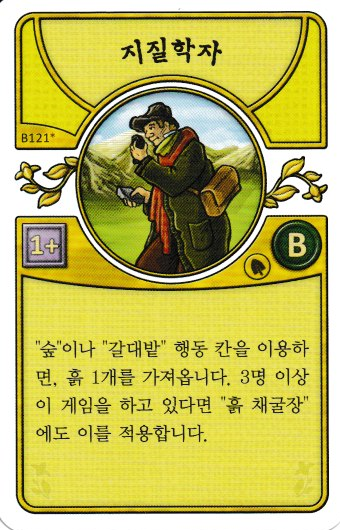 지질학자
B121*
1+
B
"숲"이나 "갈대밭" 행동 칸을 이용하
면, 흙 1개를 가져옵니다. 3명 이상
이 게임을 하고 있다면 "흙 채굴장"
에도 이를 적용합니다.